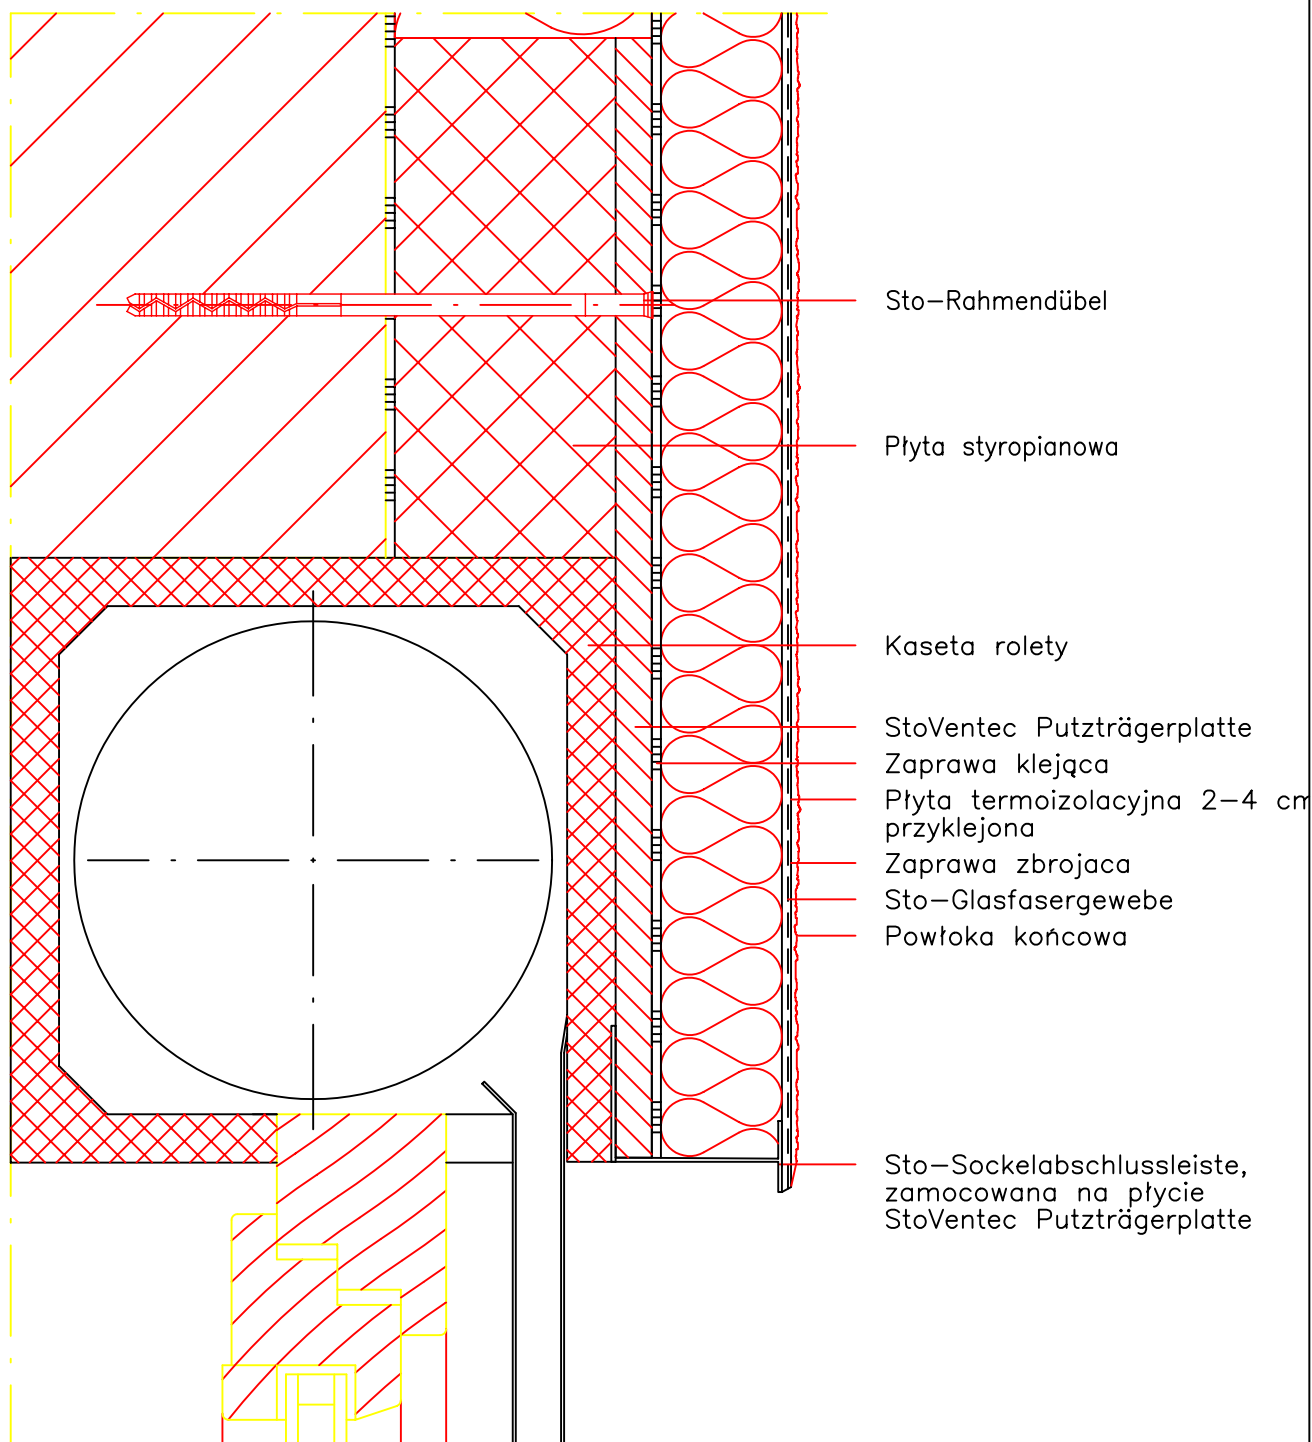 Sto-Rahmendübel
Płyta styropianowa
Kaseta rolety
StoVentec Putzträgerplatte
Zaprawa klejąca
Płyta termoizolacyjna 2-4 cm
przyklejona
Zaprawa zbrojaca
Sto-Glasfasergewebe
Powłoka końcowa
Sto-Sockelabschlussleiste,
zamocowana na płycie
StoVentec Putzträgerplatte